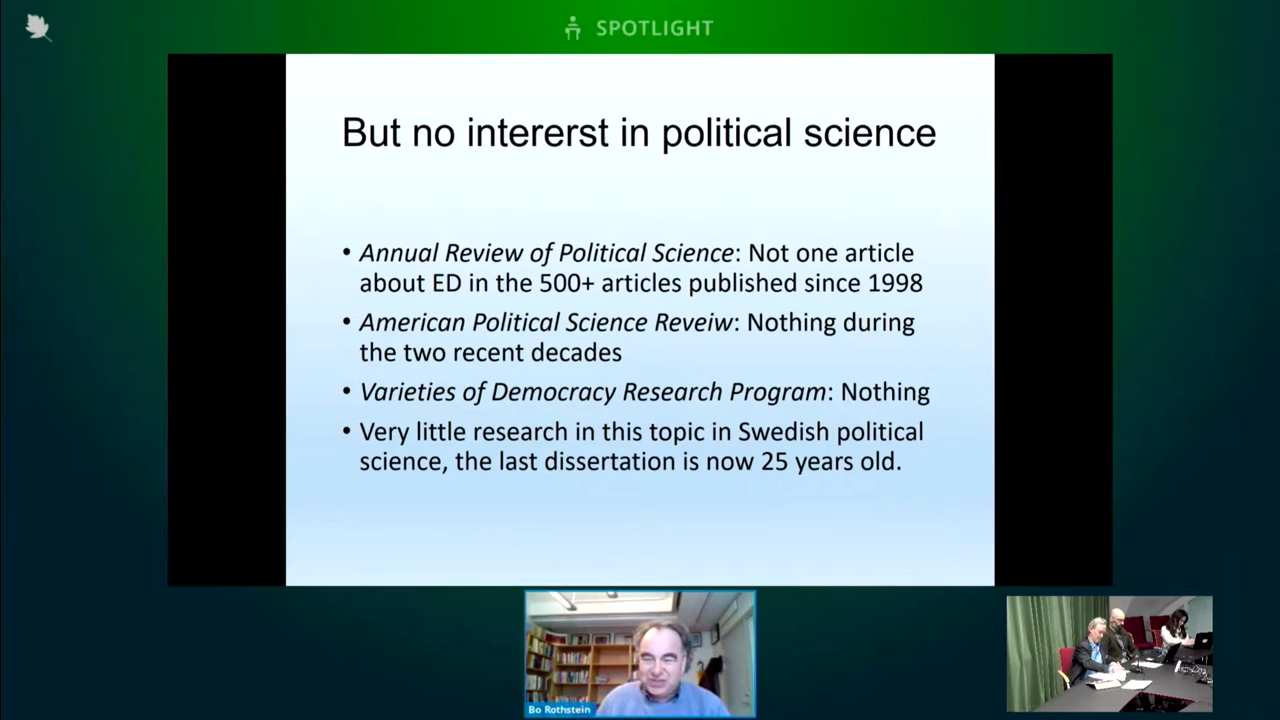 SPOTLIGHT
But no intererst in political science
• Annual Review of Political Science: Not one article
about ED in the 500+ articles published since 1998
• American Political Science Reveiw: Nothing during
the two recent decades
• Varieties of Democracy Research Program: Nothing
• Very little research in this topic in Swedish political
science, the last dissertation is now 25 years old.
Bo Rothstein